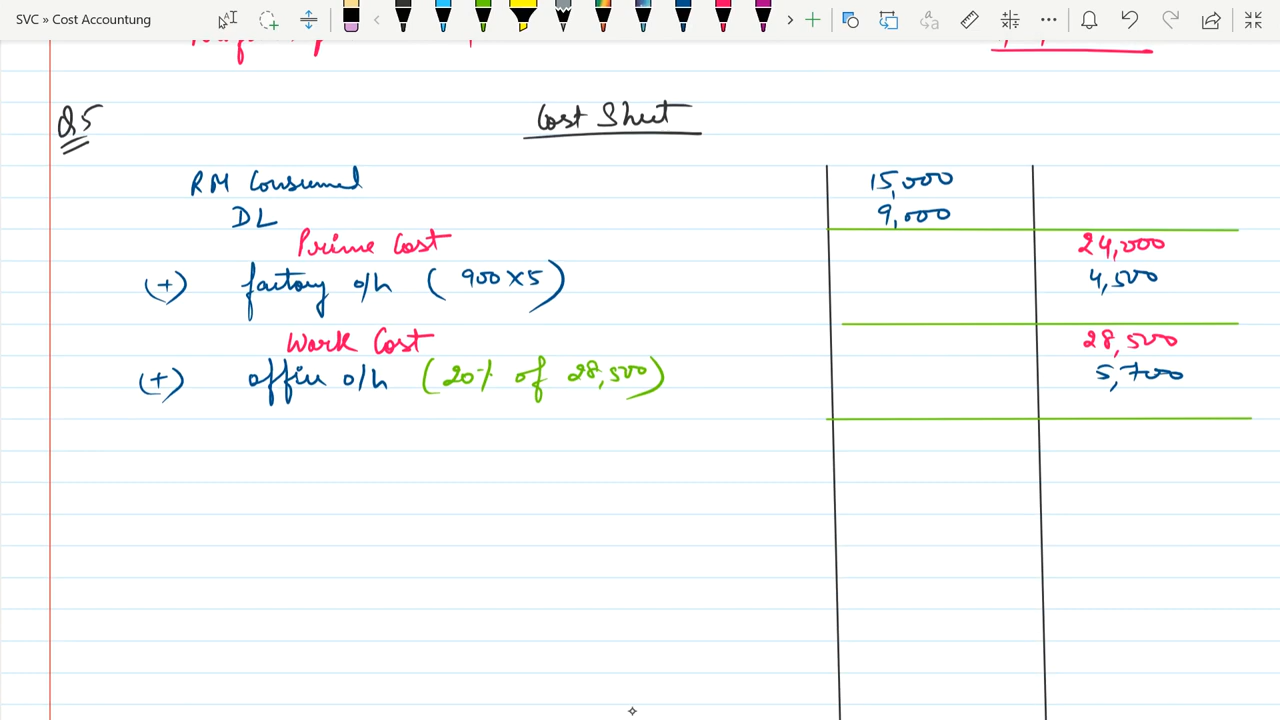 SVC » Cost Accountung
Q5
Cost Sheet
RM Consumed 15,000
DL 9,000
Prime Cost 24,000
(+) factory o/h (900×5) 4,500
Work Cost 28,500
(+) office o/h (20% of 28,500) 5,700